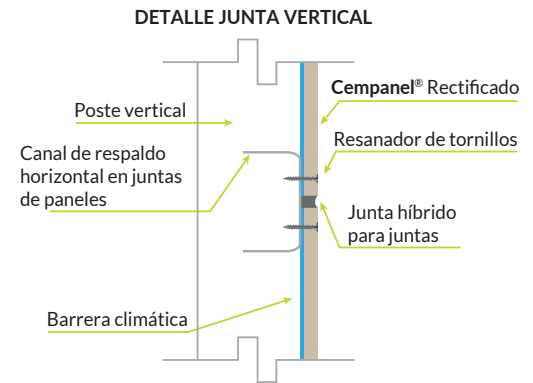 DETALLE JUNTA VERTICAL
Cempanel® Rectificado
Poste vertical
Resanador de tornillos
Canal de respaldo
horizontal en juntas
de paneles
Junta híbrido
para juntas
Barrera climática